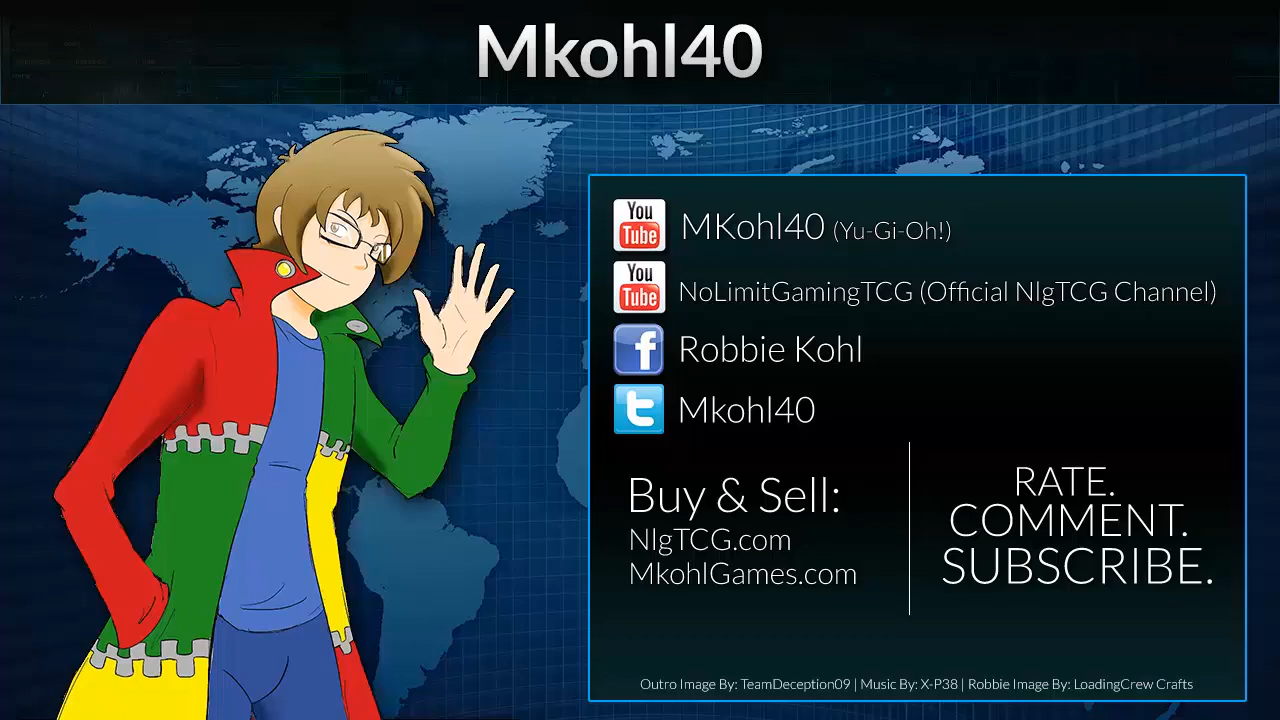 Mkohl40
You Tube MKohl40 (Yu-Gi-Oh!)
You Tube NoLimitGamingTCG (Official NlgTCG Channel)
f Robbie Kohl
t Mkohl40
Buy & Sell:
NlgTCG.com
MkohlGames.com
RATE.
COMMENT.
SUBSCRIBE.
Outro Image By: TeamDeception09 | Music By: X-P38 | Robbie Image By: LoadingCrew Crafts